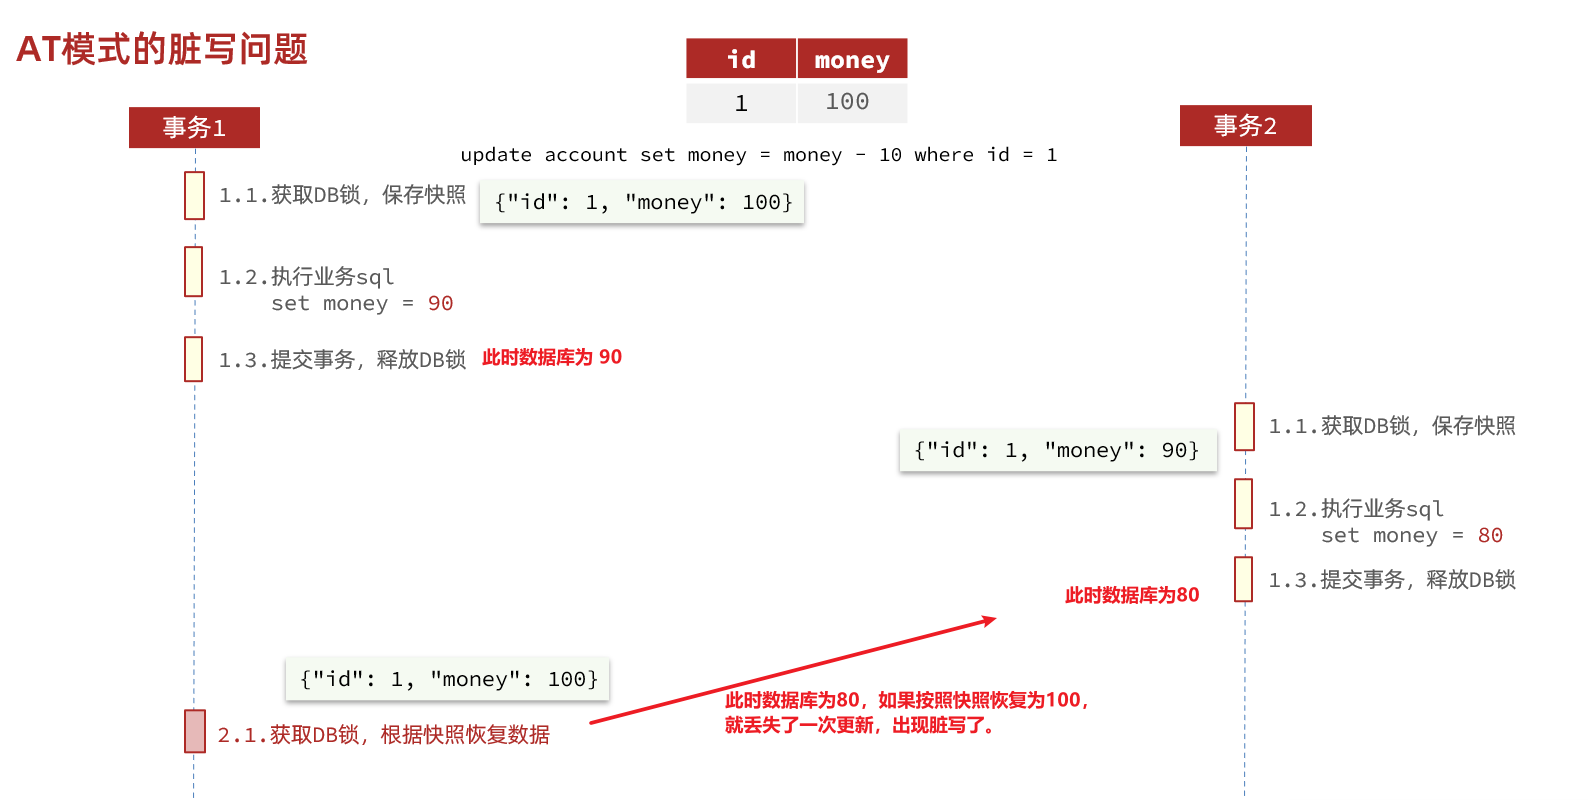 AT模式的脏写问题
id money
1 100
事务1
事务2
update account set money = money - 10 where id = 1
1.1.获取DB锁，保存快照
{"id": 1, "money": 100}
1.2.执行业务sql
set money = 90
1.3.提交事务，释放DB锁
此时数据库为 90
1.1.获取DB锁，保存快照
{"id": 1, "money": 90}
1.2.执行业务sql
set money = 80
1.3.提交事务，释放DB锁
此时数据库为80
{"id": 1, "money": 100}
2.1.获取DB锁，根据快照恢复数据
此时数据库为80，如果按照快照恢复为100，
就丢失了一次更新，出现脏写了。